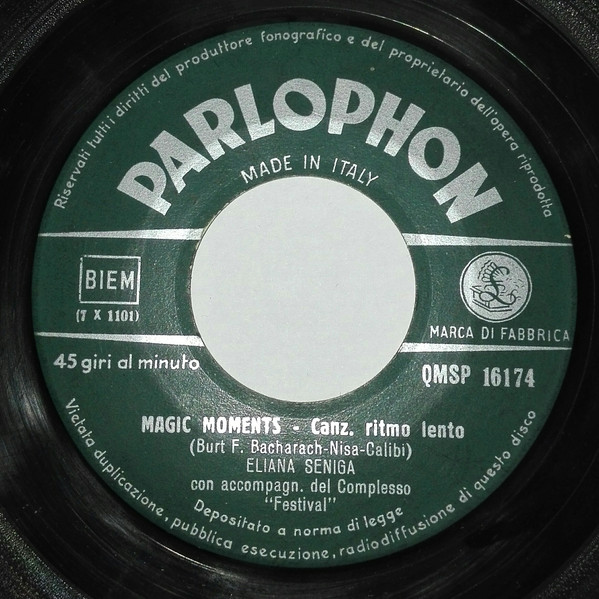 Riservati tutti i diritti del produttore fonografico e del proprietario dell'opera riprodotta
PARLOPHON
MADE IN ITALY
BIEM
(7 X 1101)
£
MARCA DI FABBRICA
45 giri al minuto
QMSP 16174
MAGIC MOMENTS - Canz. ritmo lento
(Burt F. Bacharach-Nisa-Calibi)
ELIANA SENIGA
con accompagn. del Complesso
"Festival"
Depositato a norma di legge
Vietata duplicazione, pubblica esecuzione, radiodiffusione di questo disco